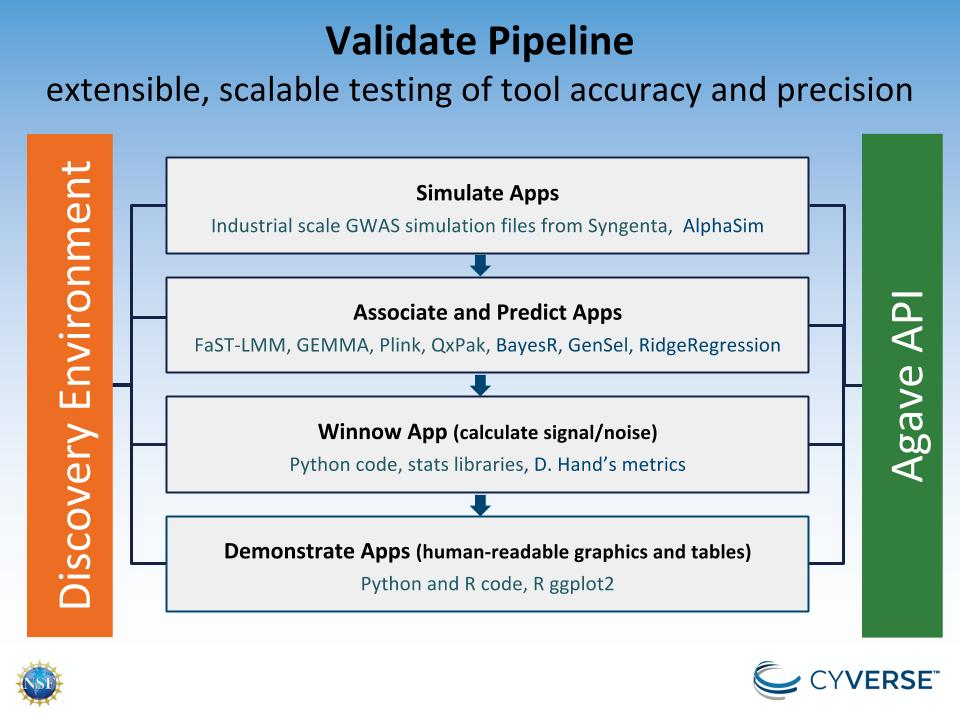 Validate Pipeline
extensible, scalable testing of tool accuracy and precision
Discovery Environment
Simulate Apps
Industrial scale GWAS simulation files from Syngenta, AlphaSim
Associate and Predict Apps
FaST-LMM, GEMMA, Plink, QxPak, BayesR, GenSel, RidgeRegression
Winnow App (calculate signal/noise)
Python code, stats libraries, D. Hand’s metrics
Demonstrate Apps (human-readable graphics and tables)
Python and R code, R ggplot2
Agave API
NSF
CYVERSE™